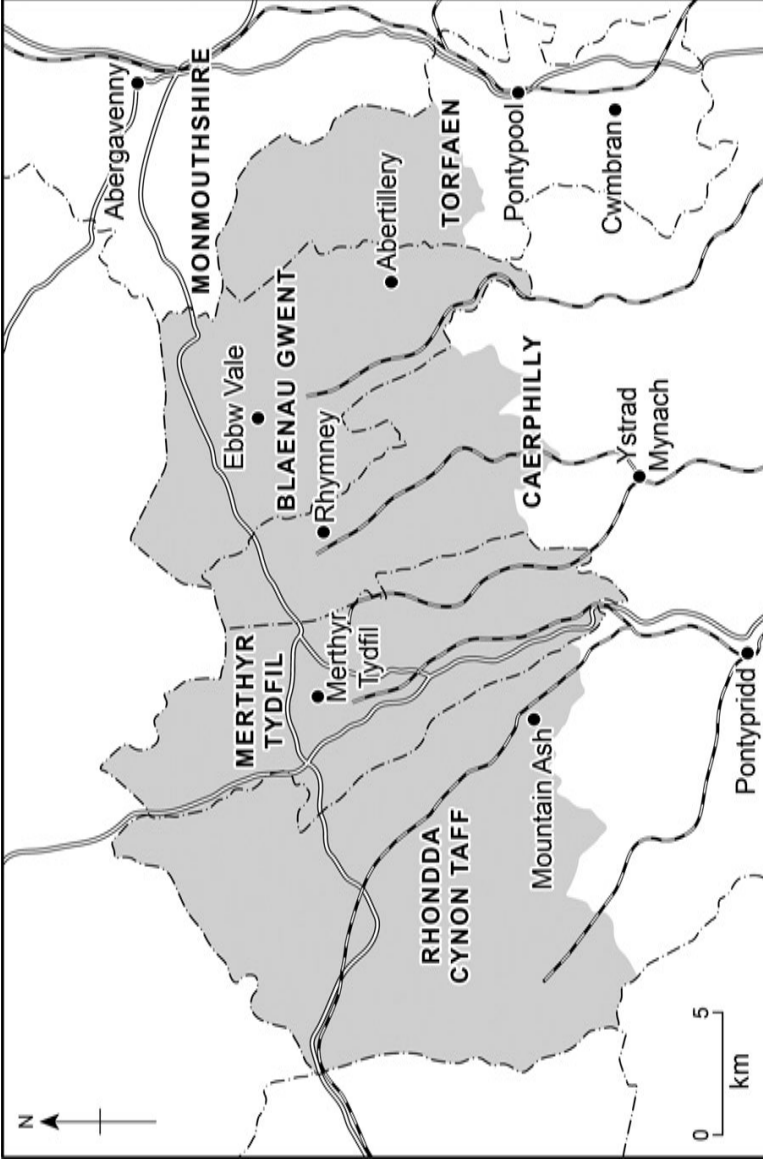 N
Abergavenny
MONMOUTHSHIRE
MERTHYR
TYDFIL
Ebbw Vale
BLAENAU GWENT
Rhymney
Merthyr
Tydfil
Abertillery
TORFAEN
RHONDDA
CYNON TAFF
Mountain Ash
CAERPHILLY
Pontypool
Cwmbran
Ystrad
Mynach
Pontypridd
0 5
km